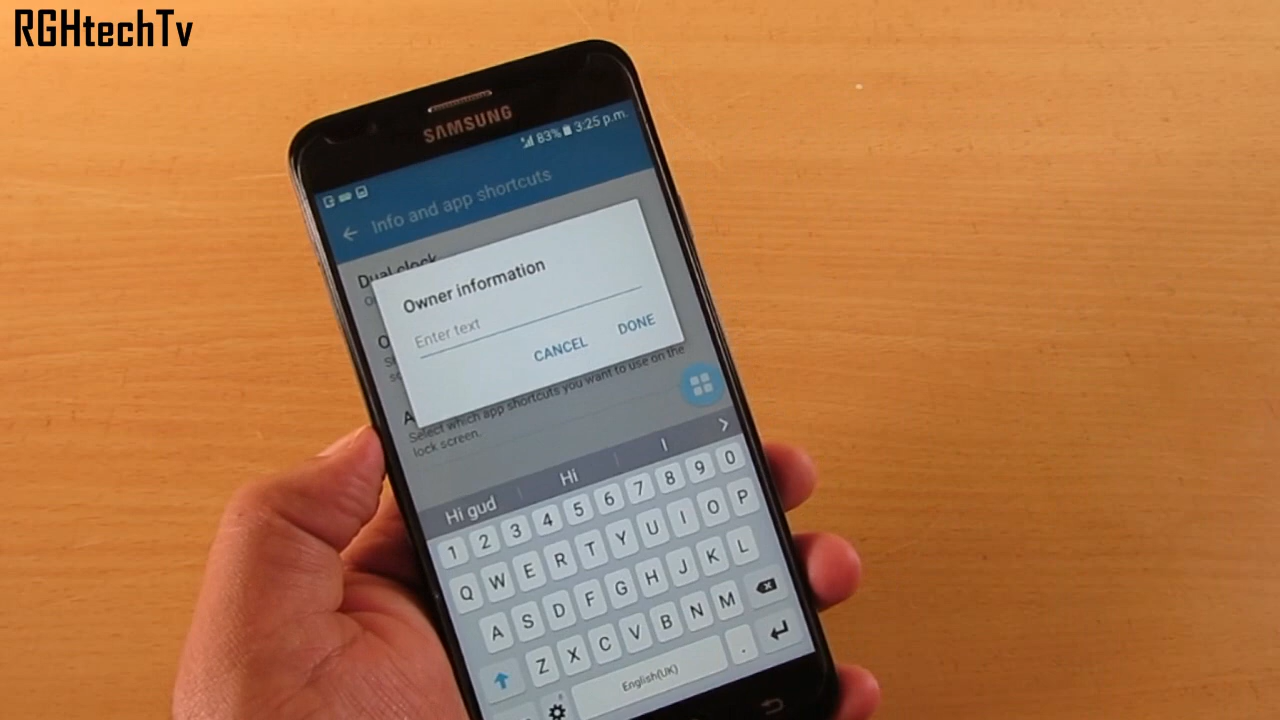 RGHtechTv
SAMSUNG
83% 3:25 p.m.
Info and app shortcuts
Dual clock
Owner information
Enter text
CANCEL DONE
Select which app shortcuts you want to use on the
lock screen.
Hi gud Hi I
1 2 3 4 5 6 7 8 9 0
Q W E R T Y U I O P
A S D F G H J K L
Z X C V B N M
English(UK) .